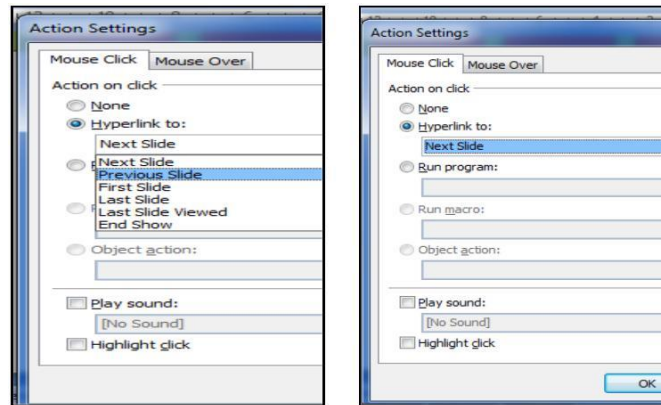 Action Settings
Mouse Click Mouse Over
Action on click
None
Hyperlink to:
Next Slide
Next Slide
Previous Slide
First Slide
Last Slide
Last Slide Viewed
End Show
Object action:
Play sound:
[No Sound]
Highlight click
Action Settings
Mouse Click Mouse Over
Action on click
None
Hyperlink to:
Next Slide
Run program:
Run macro:
Object action:
Play sound:
[No Sound]
Highlight click
OK